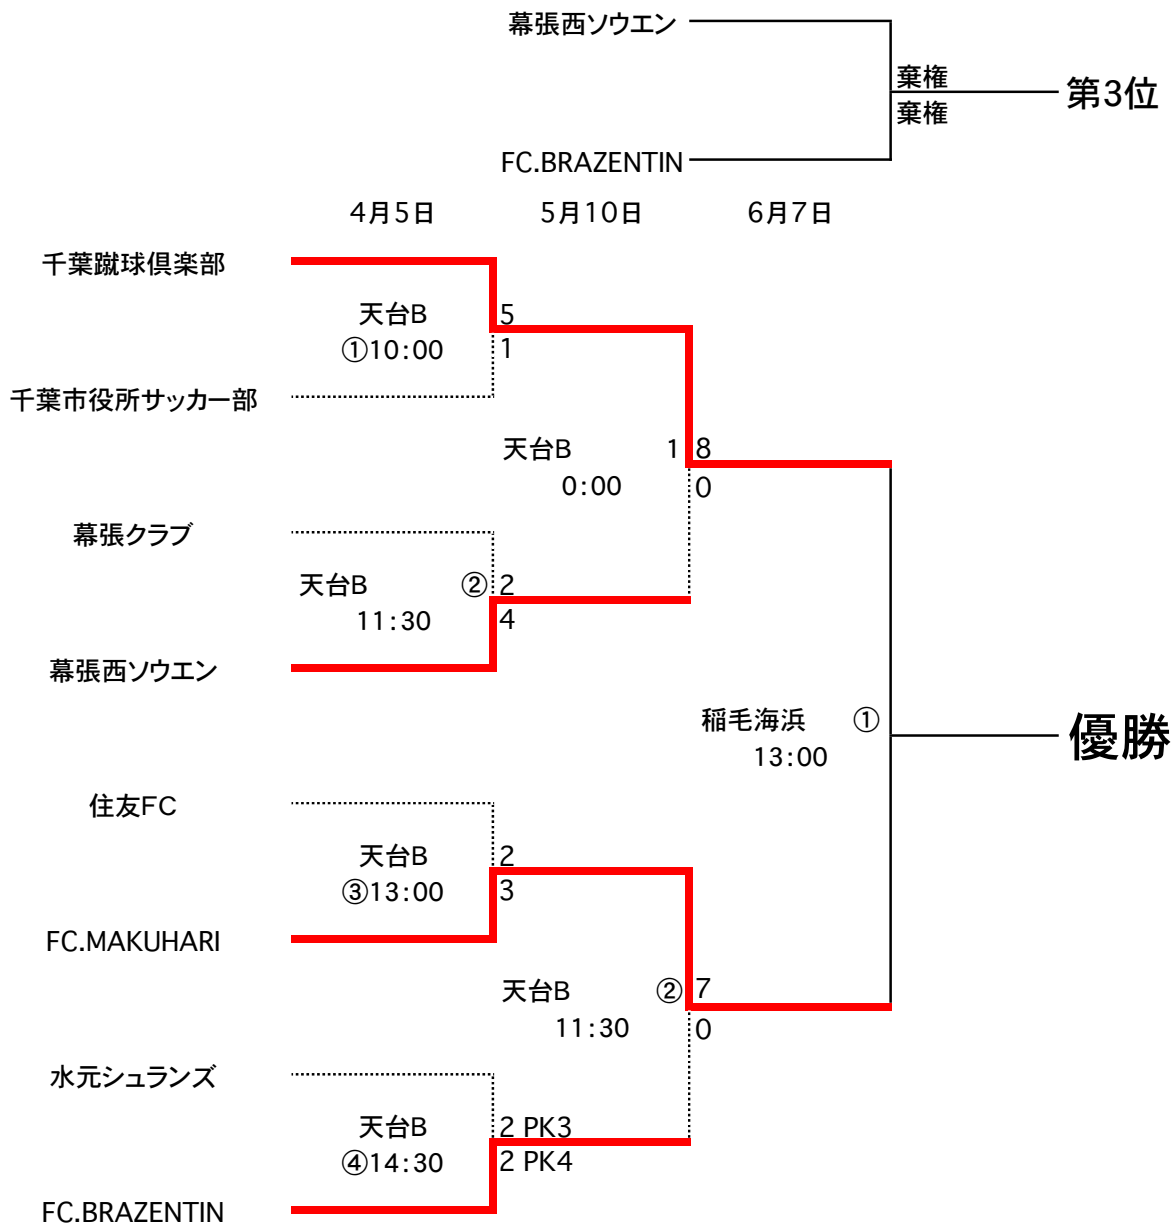 幕張西ソウエン
棄権
第3位
棄権
FC.BRAZENTIN
4月5日 5月10日 6月7日
千葉蹴球倶楽部
天台B 5
①10:00 1
千葉市役所サッカー部
天台B 1 8
0:00 0
幕張クラブ
天台B ② 2
11:30 4
幕張西ソウエン
稲毛海浜 ①
13:00
優勝
住友FC
天台B 2
③13:00 3
FC.MAKUHARI
天台B ② 7
11:30 0
水元シュランズ
天台B 2 PK3
④14:30 2 PK4
FC.BRAZENTIN